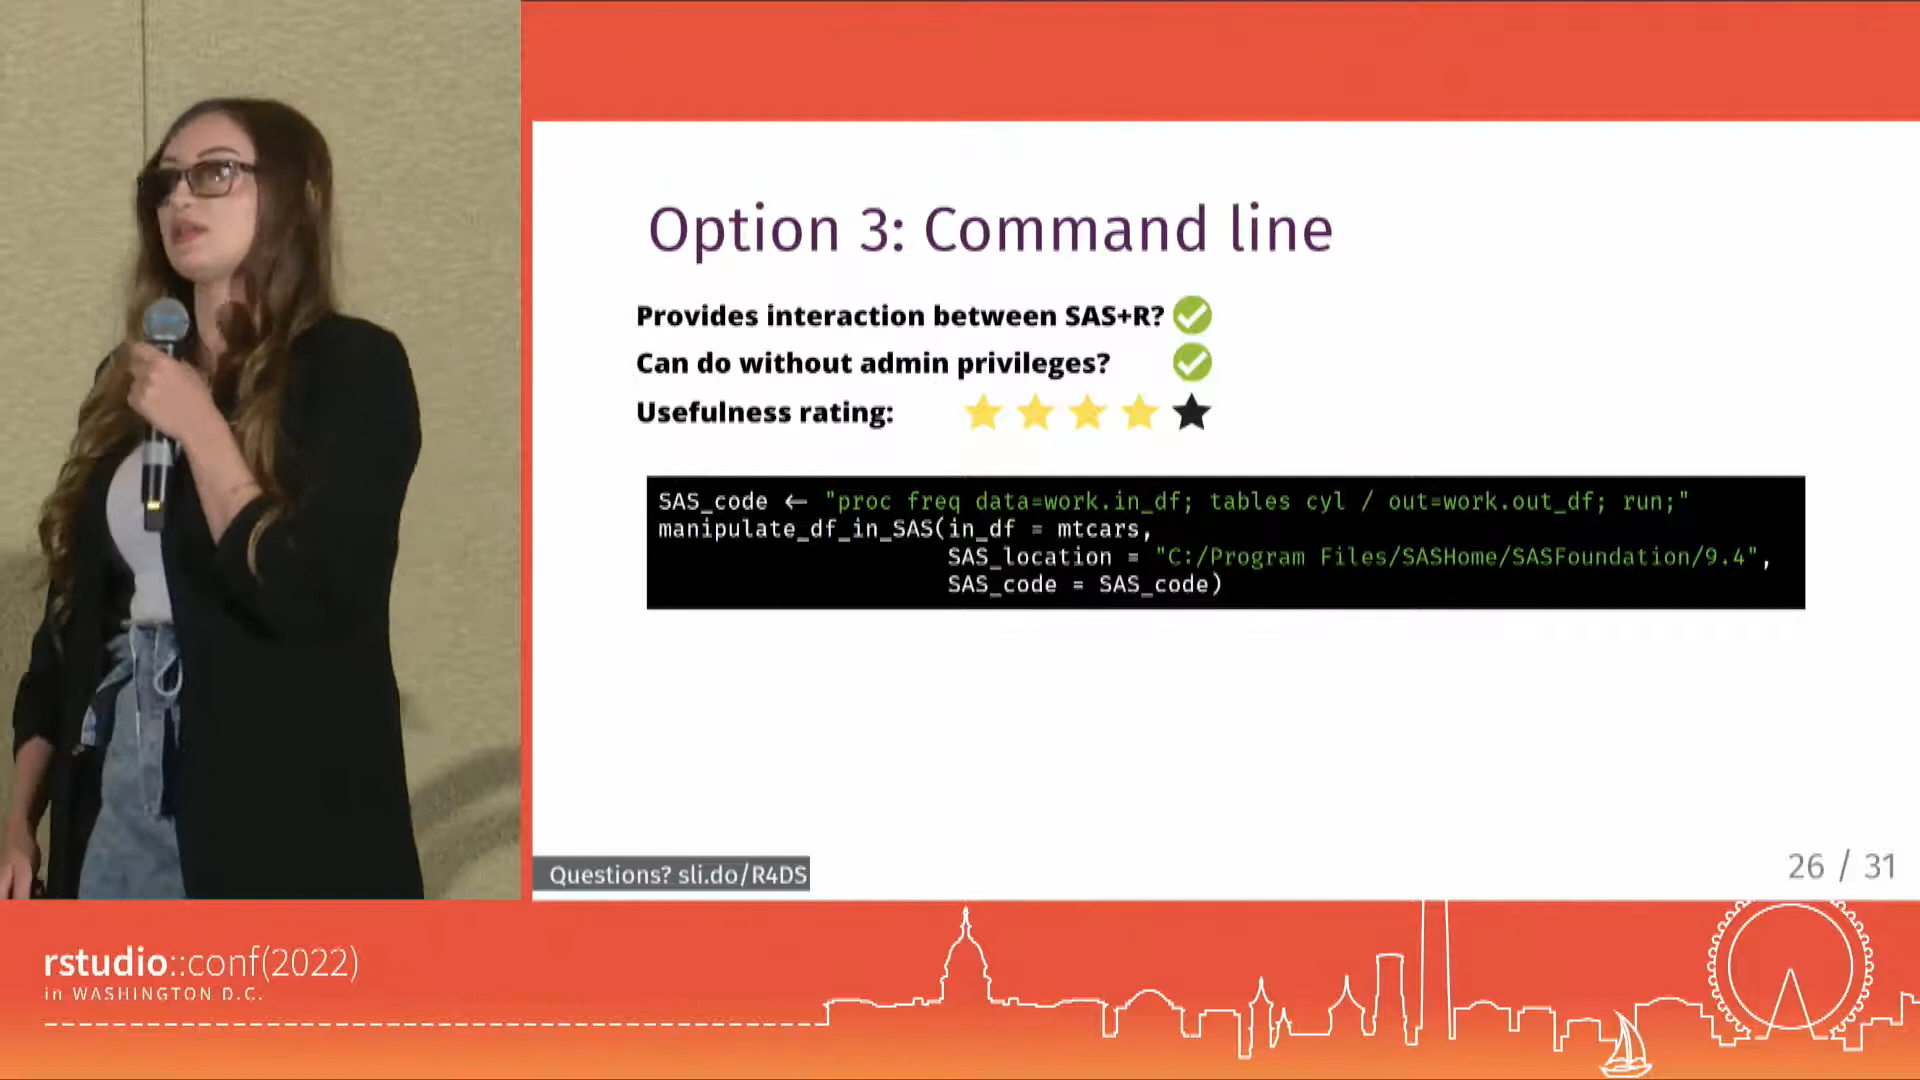 Option 3: Command line
Provides interaction between SAS+R?
Can do without admin privileges?
Usefulness rating:
SAS_code ← "proc freq data=work.in_df; tables cyl / out=work.out_df; run;"
manipulate_df_in_SAS(in_df = mtcars,
SAS_location = "C:/Program Files/SASHome/SASFoundation/9.4",
SAS_code = SAS_code)
Questions? sli.do/R4DS
26 / 31
rstudio::conf(2022)
in WASHINGTON D.C.